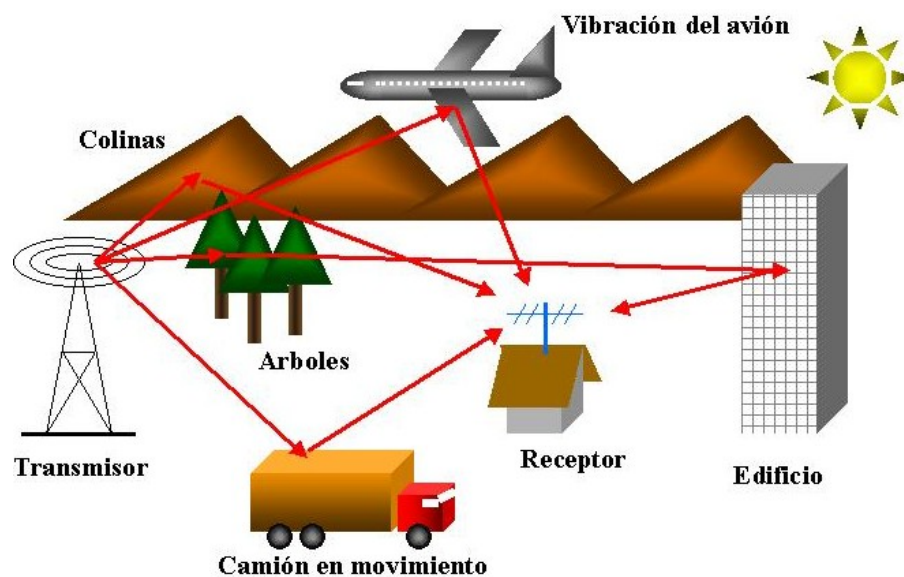 Vibración del avión
Colinas
Arboles
Transmisor
Receptor
Edificio
Camión en movimiento